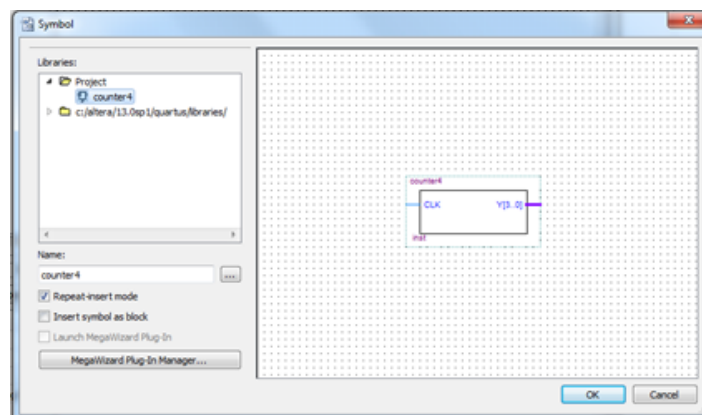 Symbol
Libraries:
Project
counter4
c:/altera/13.0sp1/quartus/libraries/
Name:
counter4
...
Repeat-insert mode
Insert symbol as block
Launch MegaWizard Plug-In
MegaWizard Plug-In Manager...
counter4
CLK Y[3..0]
inst
OK Cancel